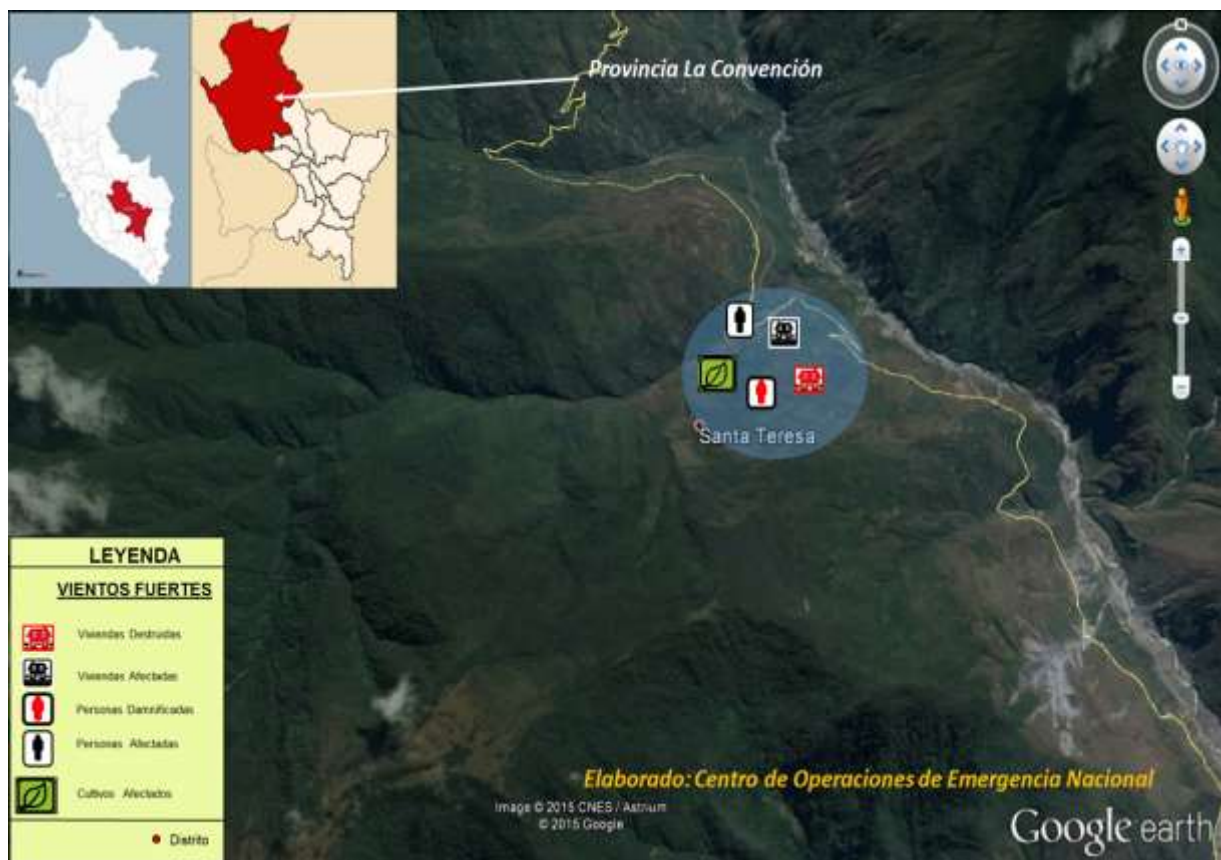 Provincia La Convención
N
Santa Teresa
LEYENDA
VIENTOS FUERTES
Viviendas Destruidas
Viviendas Afectadas
Personas Damnificadas
Personas Afectadas
Cultivos Afectados
Distrito
Elaborado: Centro de Operaciones de Emergencia Nacional
Image © 2015 CNES / Astrium
© 2015 Google
Google earth